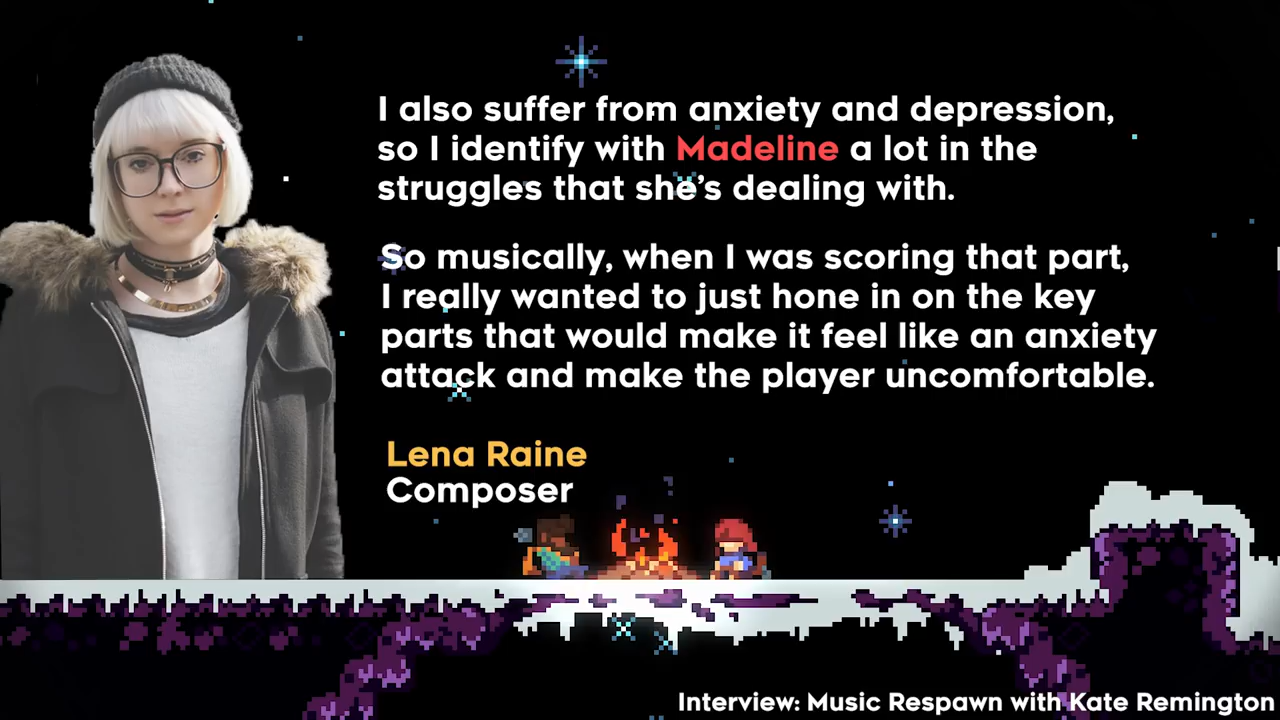 I also suffer from anxiety and depression,
so I identify with Madeline a lot in the
struggles that she's dealing with.
So musically, when I was scoring that part,
I really wanted to just hone in on the key
parts that would make it feel like an anxiety
attack and make the player uncomfortable.
Lena Raine
Composer
Interview: Music Respawn with Kate Remington